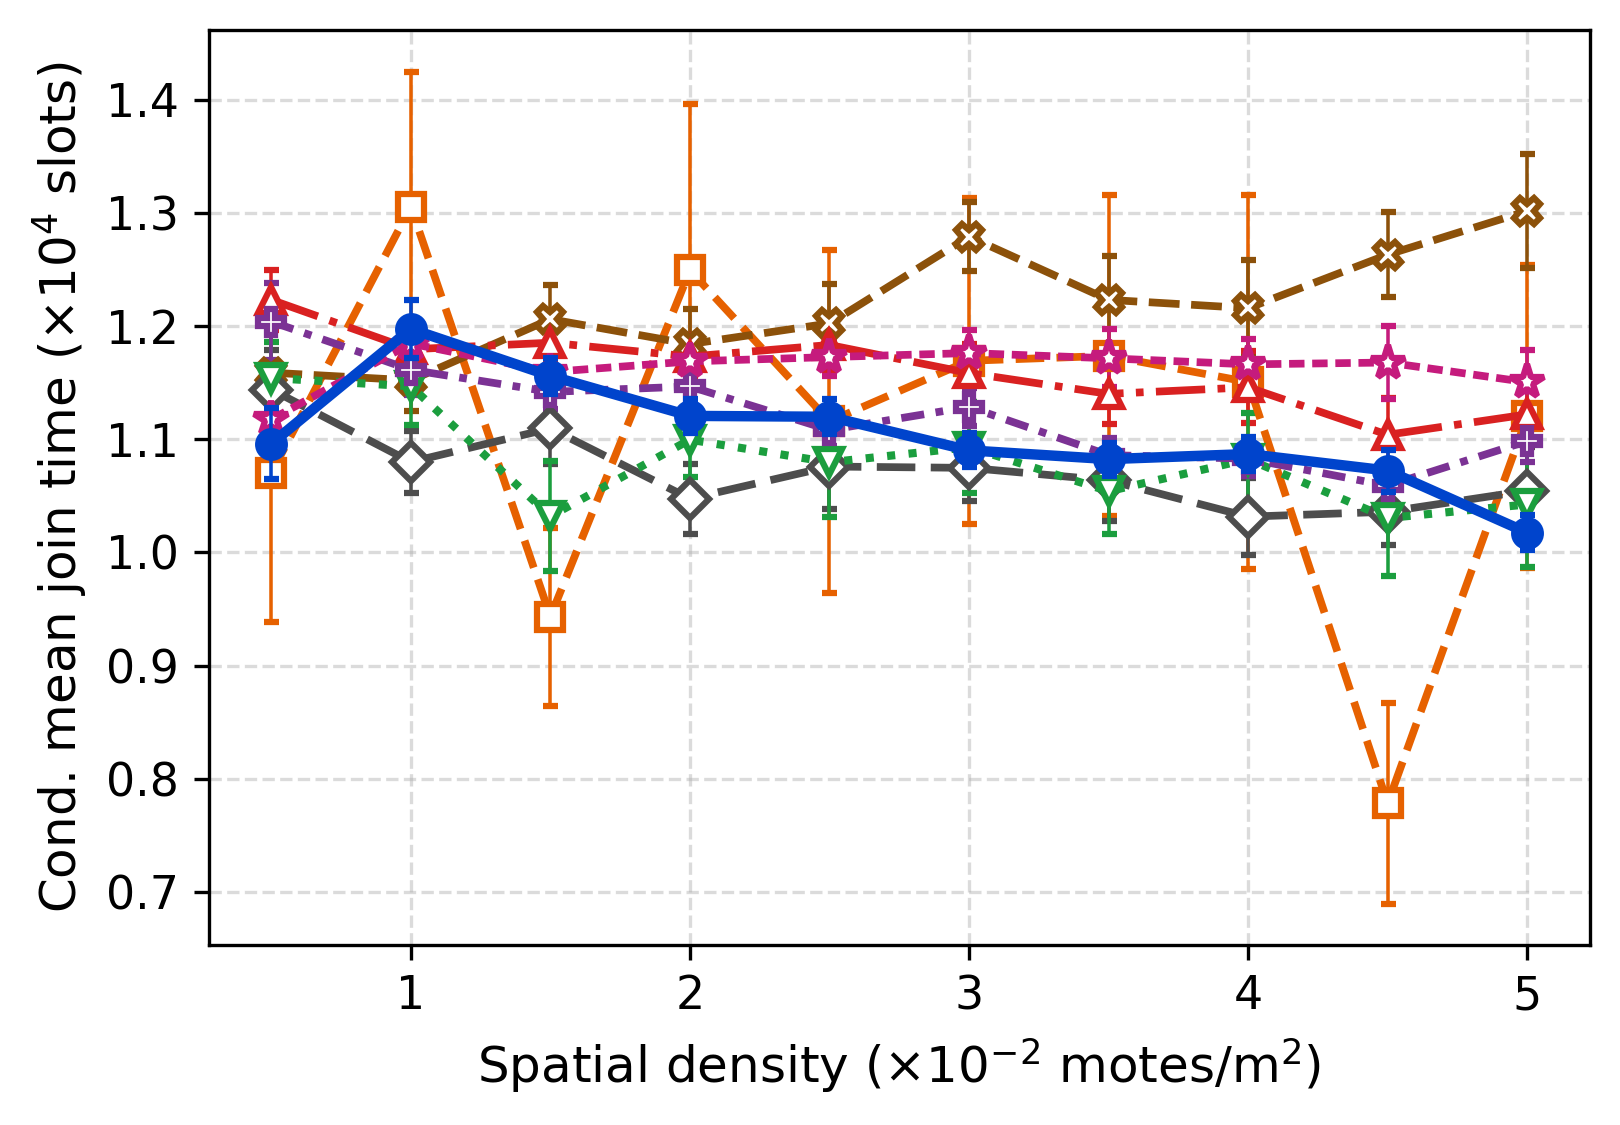 Cond. mean join time (×10⁴ slots)
1.4
1.3
1.2
1.1
1.0
0.9
0.8
0.7
1 2 3 4 5
Spatial density (×10⁻² motes/m²)